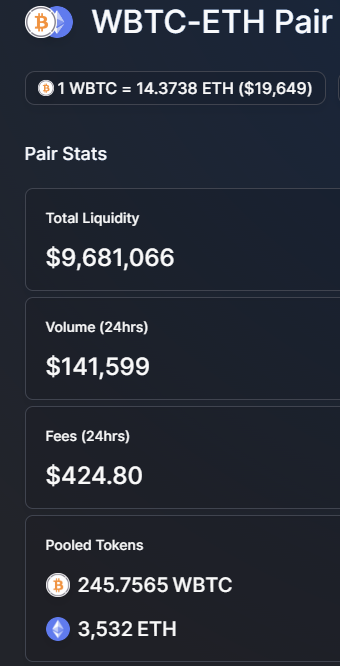 WBTC-ETH Pair
1 WBTC = 14.3738 ETH ($19,649)
Pair Stats
Total Liquidity
$9,681,066
Volume (24hrs)
$141,599
Fees (24hrs)
$424.80
Pooled Tokens
245.7565 WBTC
3,532 ETH